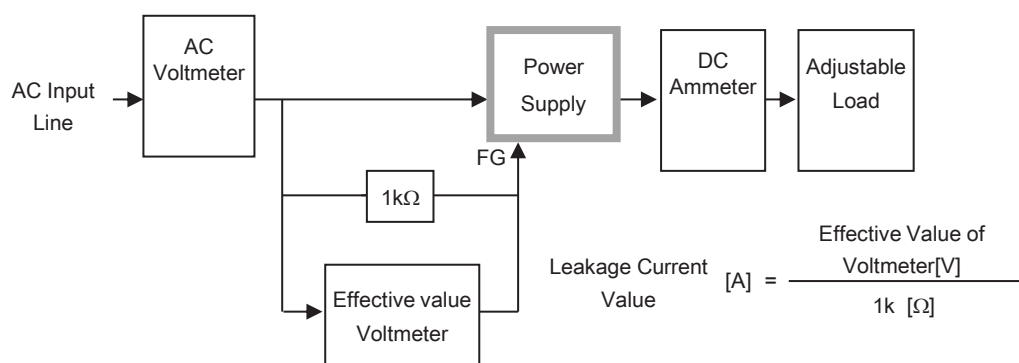 AC
Voltmeter
AC Input
Line
Power
Supply
DC
Ammeter
Adjustable
Load
FG
1kΩ
Effective value
Voltmeter
Leakage Current
Value
[A] =
Effective Value of
Voltmeter[V]
1k [Ω]